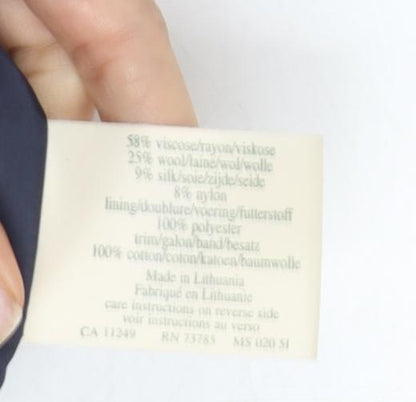 58% viscose/rayon/viskose
25% wool/laine/wol/wolle
9% silk/soie/zijde/seide
8% nylon
lining/doublure/voering/futterstoff
100% polyester
trim/galon/band/besatz
100% cotton/coton/katoen/baumwolle
Made in Lithuania
Fabriqué en Lithuanie
care instructions on reverse side
voir instructions au verso
CA 11249 RN 73785 MS 020 SI